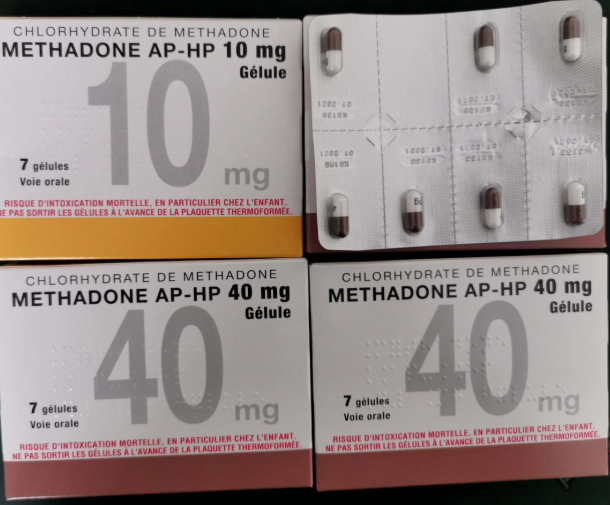 CHLORHYDRATE DE METHADONE
METHADONE AP-HP 10 mg
Gélule
10 mg
7 gélules
Voie orale
RISQUE D'INTOXICATION MORTELLE, EN PARTICULIER CHEZ L'ENFANT.
NE PAS SORTIR LES GÉLULES À L'AVANCE DE LA PLAQUETTE THERMOFORMÉE.
07.2021
07.2021
CHLORHYDRATE DE METHADONE
METHADONE AP-HP 40 mg
Gélule
40 mg
7 gélules
Voie orale
RISQUE D'INTOXICATION MORTELLE, EN PARTICULIER CHEZ L'ENFANT.
NE PAS SORTIR LES GÉLULES À L'AVANCE DE LA PLAQUETTE THERMOFORMÉE.
CHLORHYDRATE DE METHADONE
METHADONE AP-HP 40 mg
Gélule
40 mg
7 gélules
Voie orale
RISQUE D'INTOXICATION MORTELLE, EN PARTICULIER CHEZ L'ENFANT.
NE PAS SORTIR LES GÉLULES À L'AVANCE DE LA PLAQUETTE THERMOFORMÉE.